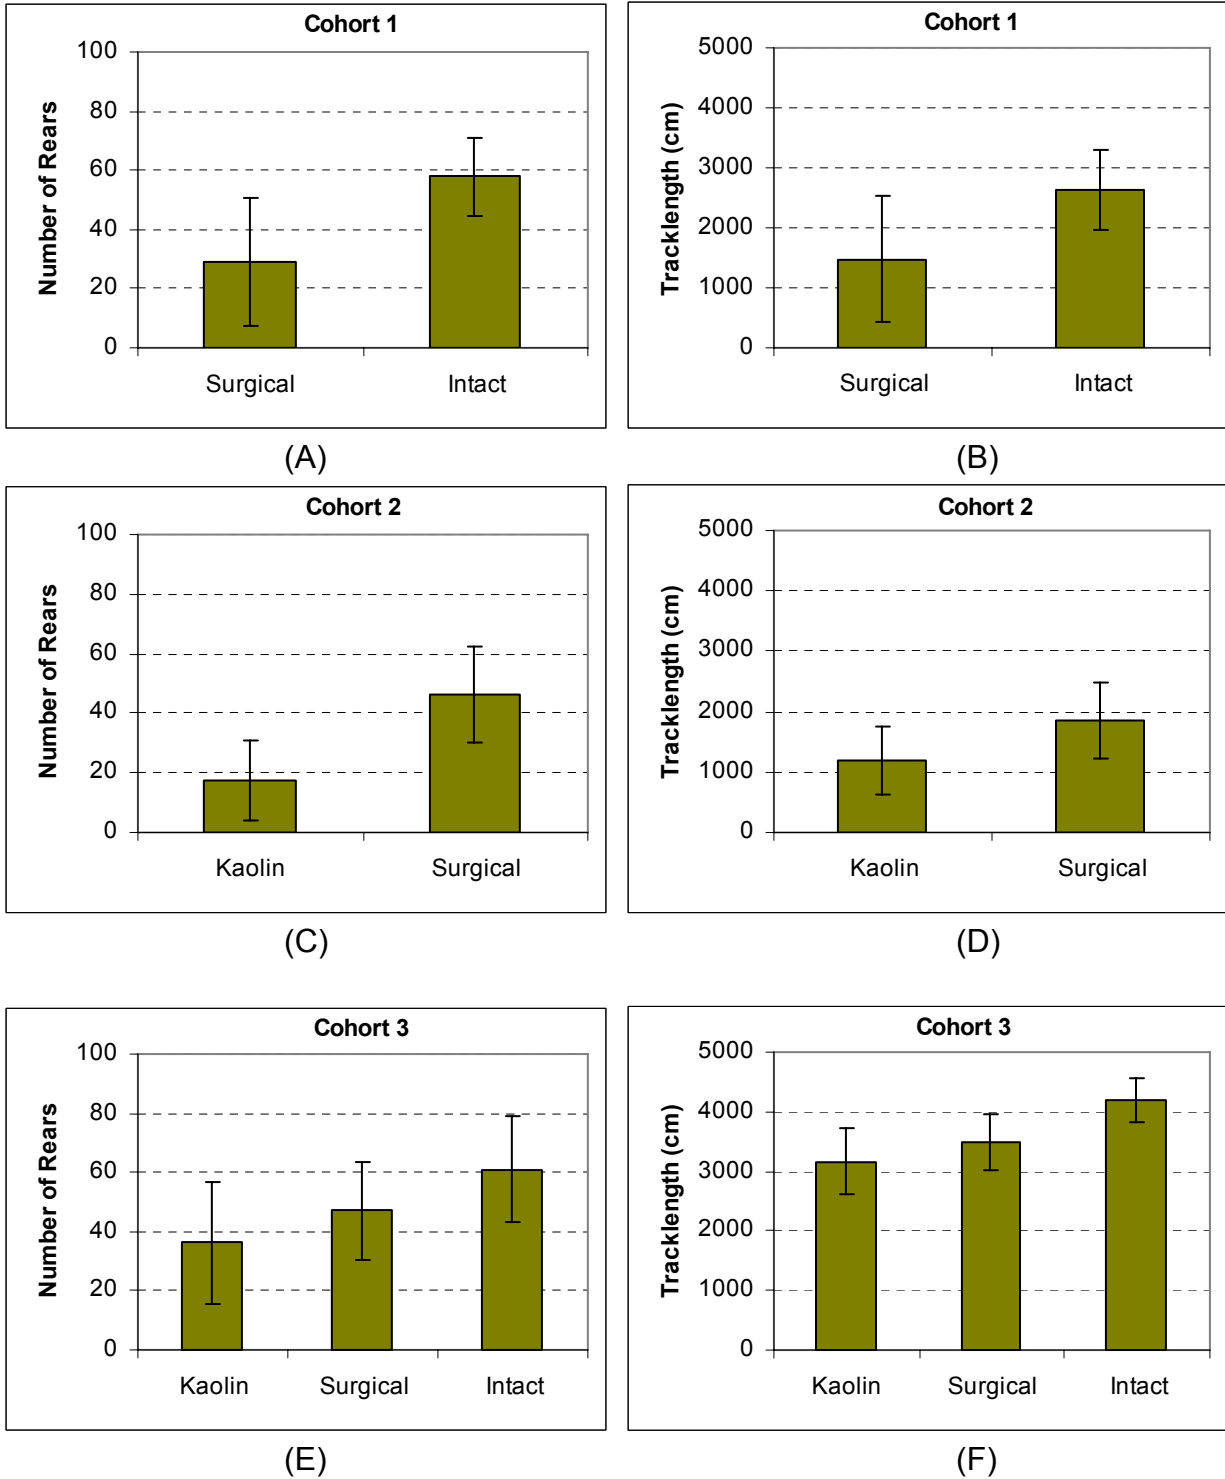 Cohort 1
Number of Rears
100
80
60
40
20
0
Surgical Intact
(A)
Cohort 1
Tracklength (cm)
5000
4000
3000
2000
1000
0
Surgical Intact
(B)
Cohort 2
Number of Rears
100
80
60
40
20
0
Kaolin Surgical
(C)
Cohort 2
Tracklength (cm)
5000
4000
3000
2000
1000
0
Kaolin Surgical
(D)
Cohort 3
Number of Rears
100
80
60
40
20
0
Kaolin Surgical Intact
(E)
Cohort 3
Tracklength (cm)
5000
4000
3000
2000
1000
0
Kaolin Surgical Intact
(F)